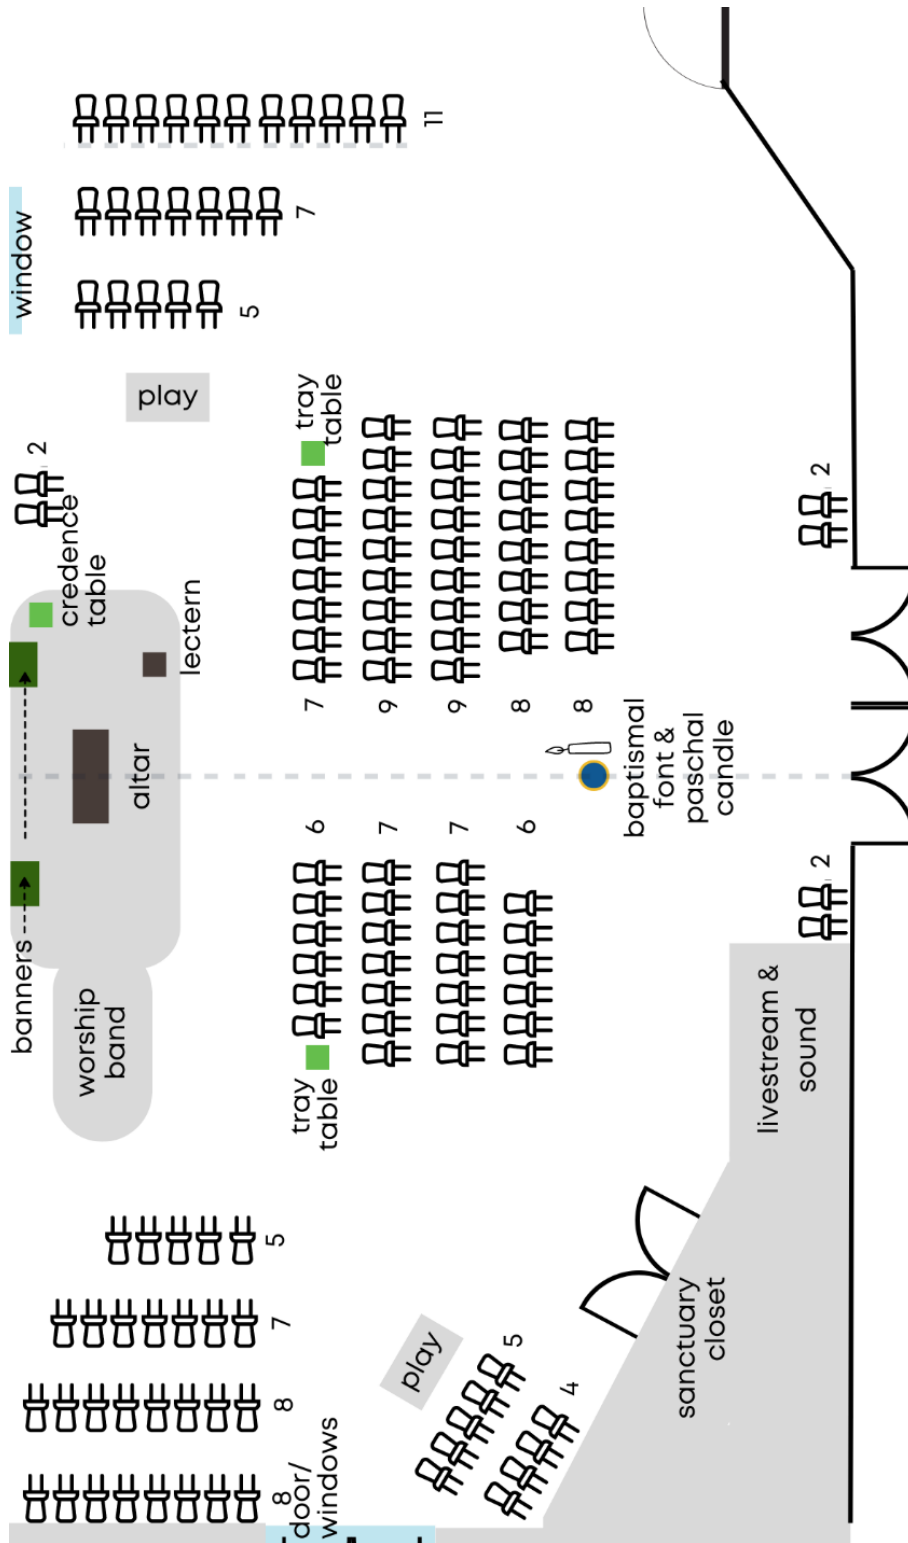 11
7
window
5
play
tray
table
2
credence
table
lectern
2
7
9
9
8
8
altar
baptismal
font &
paschal
candle
6
7
7
6
2
banners
worship
band
tray
table
livestream &
sound
5
7
8
8
door/
windows
play
5
4
sanctuary
closet